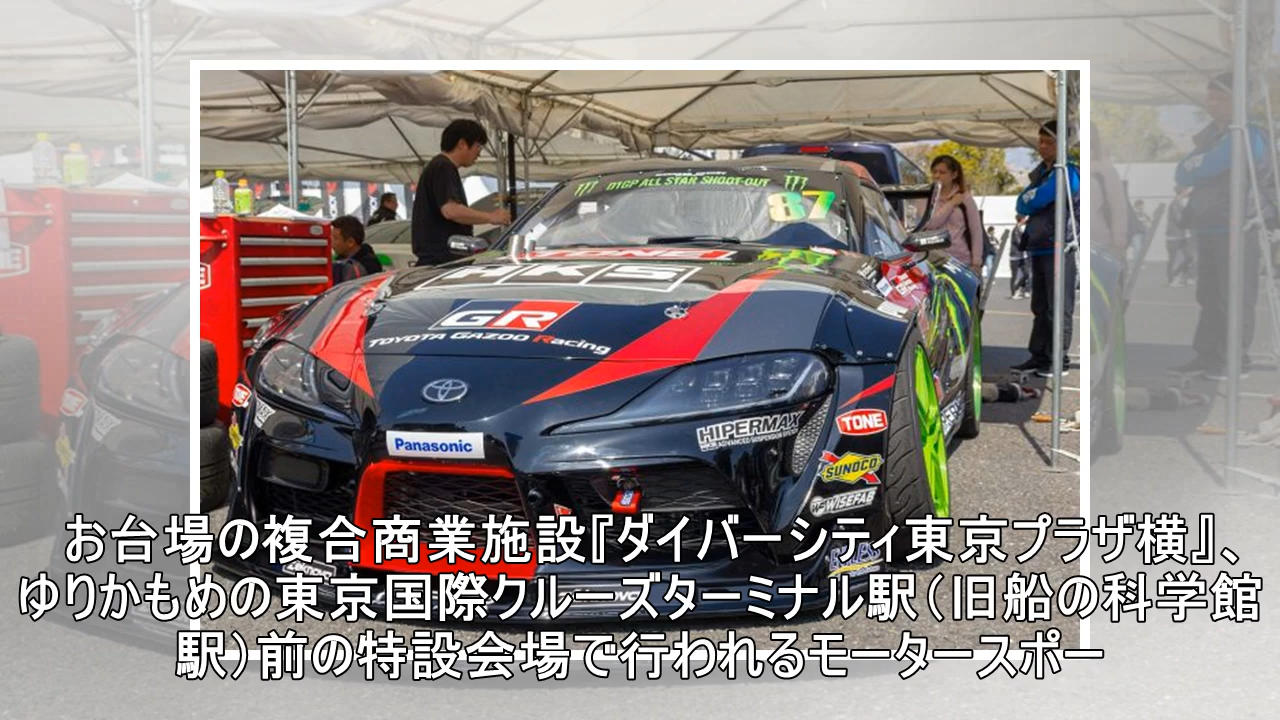 D1GP ALL STAR SHOOT-OUT
87
TONE
HKS
GR
TOYOTA GAZOO Racing
Panasonic
HIPERMAX
ADVANCED SUSPENSION SYSTEM
TONE
SUNOCO
WISEFAB
お台場の複合商業施設『ダイバーシティ東京プラザ横』、
ゆりかもめの東京国際クルーズターミナル駅（旧船の科学館
駅）前の特設会場で行われるモータースポー